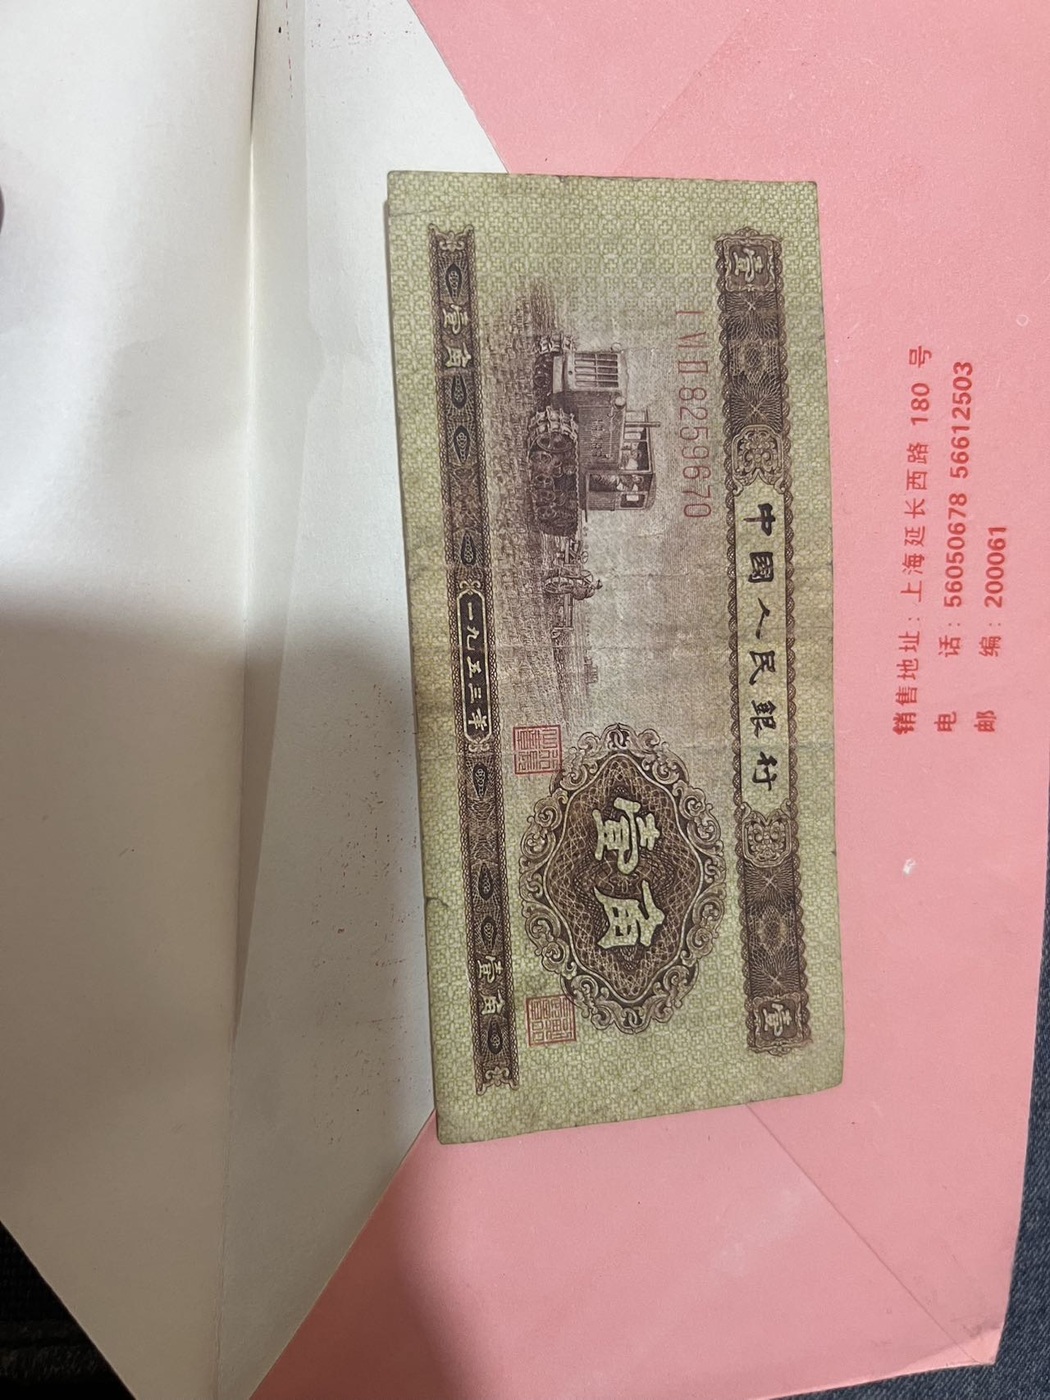 中國人民銀行
壹
壹
I VII 8259670
壹角
壹角
一九五三年
壹角
销售地址：上海延长西路 180 号
电 话：56050678 56612503
邮 编：200061